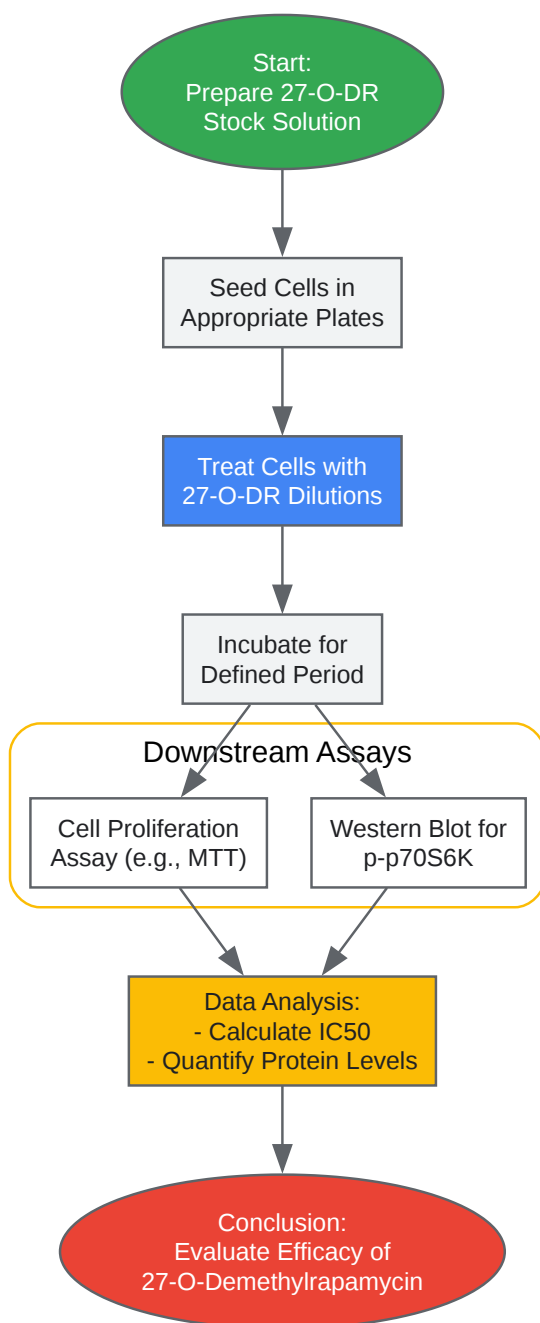 Start:
Prepare 27-O-DR
Stock Solution
Seed Cells in
Appropriate Plates
Treat Cells with
27-O-DR Dilutions
Incubate for
Defined Period
Downstream Assays
Cell Proliferation
Assay (e.g., MTT)
Western Blot for
p-p70S6K
Data Analysis:
- Calculate IC50
- Quantify Protein Levels
Conclusion:
Evaluate Efficacy of
27-O-Demethylrapamycin